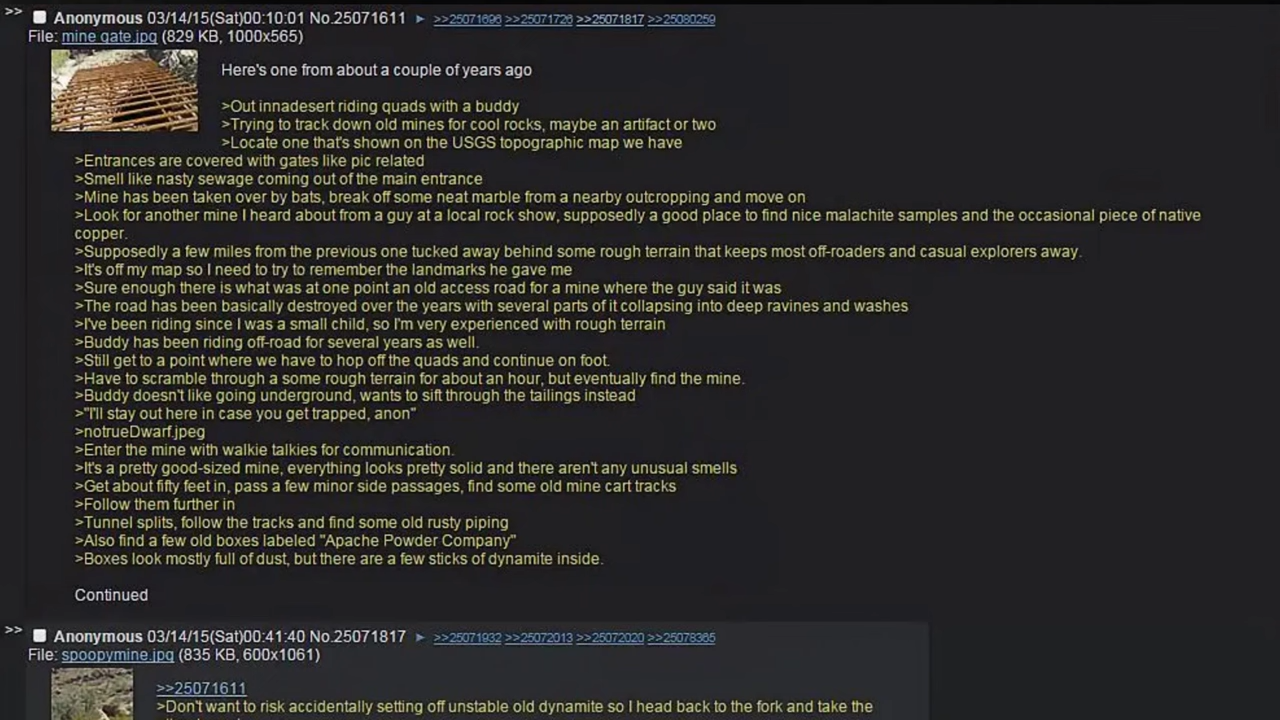 >> Anonymous 03/14/15(Sat)00:10:01 No.25071611 ► >>25071696 >>25071726 >>25071817 >>25080259
File: mine gate.jpg (829 KB, 1000x565)
Here's one from about a couple of years ago
>Out innadesert riding quads with a buddy
>Trying to track down old mines for cool rocks, maybe an artifact or two
>Locate one that's shown on the USGS topographic map we have
>Entrances are covered with gates like pic related
>Smell like nasty sewage coming out of the main entrance
>Mine has been taken over by bats, break off some neat marble from a nearby outcropping and move on
>Look for another mine I heard about from a guy at a local rock show, supposedly a good place to find nice malachite samples and the occasional piece of native
copper.
>Supposedly a few miles from the previous one tucked away behind some rough terrain that keeps most off-roaders and casual explorers away.
>It's off my map so I need to try to remember the landmarks he gave me
>Sure enough there is what was at one point an old access road for a mine where the guy said it was
>The road has been basically destroyed over the years with several parts of it collapsing into deep ravines and washes
>I've been riding since I was a small child, so I'm very experienced with rough terrain
>Buddy has been riding off-road for several years as well.
>Still get to a point where we have to hop off the quads and continue on foot.
>Have to scramble through a some rough terrain for about an hour, but eventually find the mine.
>Buddy doesn't like going underground, wants to sift through the tailings instead
>"I'll stay out here in case you get trapped, anon"
>notrueDwarf.jpeg
>Enter the mine with walkie talkies for communication.
>It's a pretty good-sized mine, everything looks pretty solid and there aren't any unusual smells
>Get about fifty feet in, pass a few minor side passages, find some old mine cart tracks
>Follow them further in
>Tunnel splits, follow the tracks and find some old rusty piping
>Also find a few old boxes labeled "Apache Powder Company"
>Boxes look mostly full of dust, but there are a few sticks of dynamite inside.
Continued
>> Anonymous 03/14/15(Sat)00:41:40 No.25071817 ► >>25071932 >>25072013 >>25072020 >>25078365
File: spoopymine.jpg (835 KB, 600x1061)
>>25071611
>Don't want to risk accidentally setting off unstable old dynamite so I head back to the fork and take the